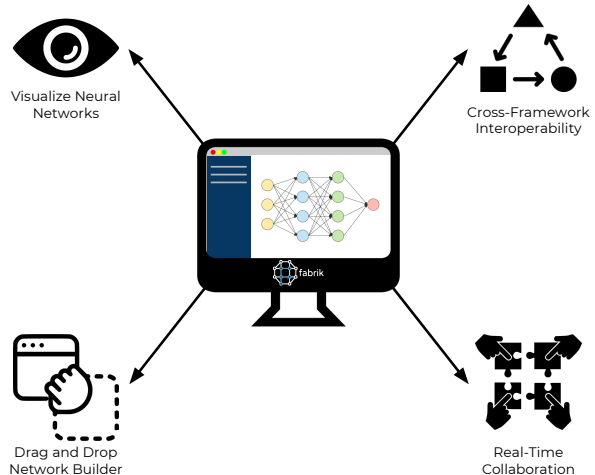 Visualize Neural
Networks
Cross-Framework
Interoperability
fabrik
Drag and Drop
Network Builder
Real-Time
Collaboration